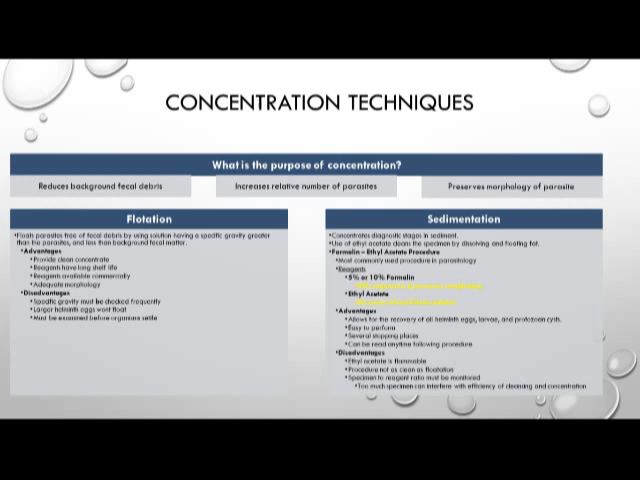 CONCENTRATION TECHNIQUES
What is the purpose of concentration?
Reduces background fecal debris
Increases relative number of parasites
Preserves morphology of parasite
Flotation
•Floats parasites free of fecal debris by using solution having a specific gravity greater
than the parasites, and less than background fecal matter.
•Advantages
•Provide clean concentrate
•Reagents have long shelf life
•Reagents available commercially
•Adequate morphology
•Disadvantages
•Specific gravity must be checked frequently
•Larger helminth eggs wont float
•Must be examined before organisms settle
Sedimentation
•Concentrates diagnostic stages in sediment.
•Use of ethyl acetate cleans the specimen by dissolving and floating fat.
•Formalin – Ethyl Acetate Procedure
•Most commonly used procedure in parasitology
•Reagents
•5% or 10% Formalin
•Ethyl Acetate
•Advantages
•Allows for the recovery of all helminth eggs, larvae, and protozoan cysts.
•Easy to perform
•Several stopping places
•Can be read anytime following procedure
•Disadvantages
•Ethyl acetate is flammable
•Procedure not as clean as floatation
•Specimen to reagent ratio must be monitored
•Too much specimen can interfere with efficiency of cleansing and concentration